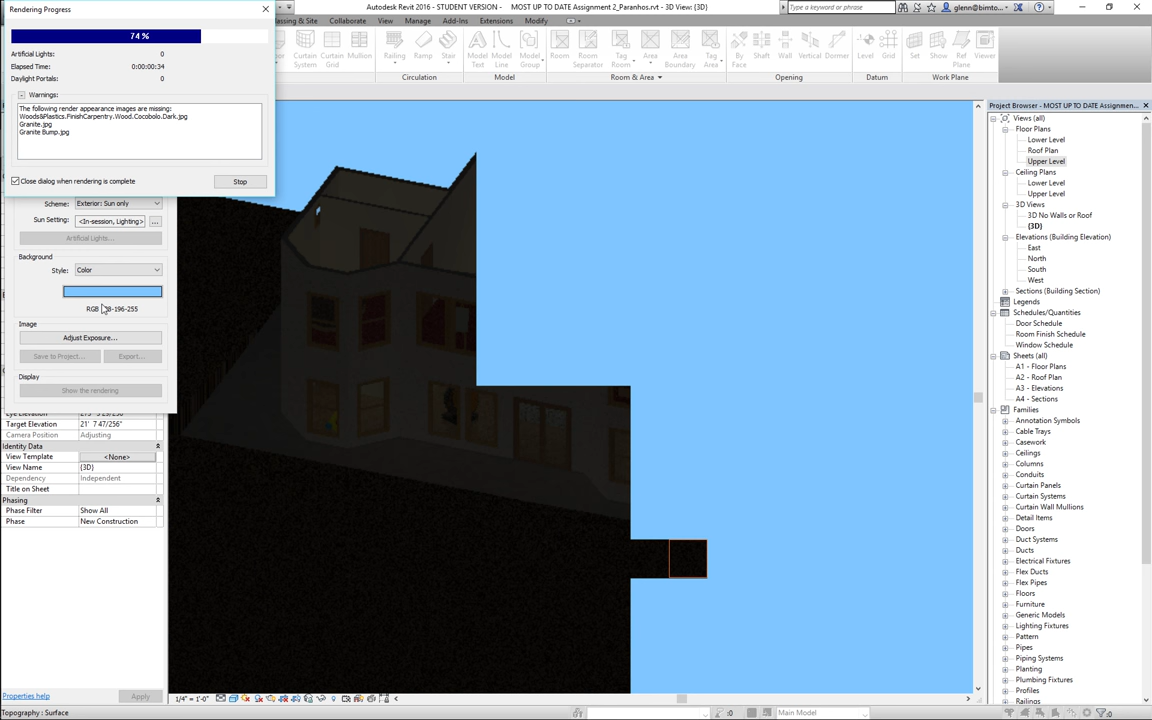 Rendering Progress
Autodesk Revit 2016 - STUDENT VERSION - MOST UP TO DATE Assignment 2_Paranhos.rvt - 3D View: {3D}
Type a keyword or phrase
glenn@bimto...
74 %
Massing & Site Collaborate View Manage Add-Ins Extensions Modify
Artificial Lights: 0
Elapsed Time: 0:00:00:34
Daylight Portals: 0
Warnings:
The following render appearance images are missing:
Woods&Plastics.FinishCarpentry.Wood.Cocobolo.Dark.jpg
Granite.jpg
Granite Bump.jpg
Close dialog when rendering is complete
Stop
Curtain System
Curtain Grid
Mullion
Railing
Ramp
Stair
Model Text
Model Line
Model Group
Room
Room Separator
Tag Room
Area
Area Boundary
Tag Area
By Face
Shaft
Wall
Vertical
Dormer
Level
Grid
Set
Show
Ref Plane
Viewer
Circulation
Model
Room & Area
Opening
Datum
Work Plane
Scheme: Exterior: Sun only
Sun Setting: <In-session, Lighting> ...
Artificial Lights...
Background
Style: Color
RGB 8-196-255
Image
Adjust Exposure...
Save to Project... Export...
Display
Show the rendering
Target Elevation 21' 7 47/256"
Camera Position Adjusting
Identity Data
View Template <None>
View Name {3D}
Dependency Independent
Title on Sheet
Phasing
Phase Filter Show All
Phase New Construction
Properties help
Apply
1/4" = 1'-0"
Topography : Surface
:0
Main Model
:0
Project Browser - MOST UP TO DATE Assignmen...
Views (all)
Floor Plans
Lower Level
Roof Plan
Upper Level
Ceiling Plans
Lower Level
Upper Level
3D Views
3D No Walls or Roof
{3D}
Elevations (Building Elevation)
East
North
South
West
Sections (Building Section)
Legends
Schedules/Quantities
Door Schedule
Room Finish Schedule
Window Schedule
Sheets (all)
A1 - Floor Plans
A2 - Roof Plan
A3 - Elevations
A4 - Sections
Families
Annotation Symbols
Cable Trays
Casework
Ceilings
Columns
Conduits
Curtain Panels
Curtain Systems
Curtain Wall Mullions
Detail Items
Doors
Duct Systems
Ducts
Electrical Fixtures
Flex Ducts
Flex Pipes
Floors
Furniture
Generic Models
Lighting Fixtures
Pattern
Pipes
Piping Systems
Planting
Plumbing Fixtures
Profiles
Railings